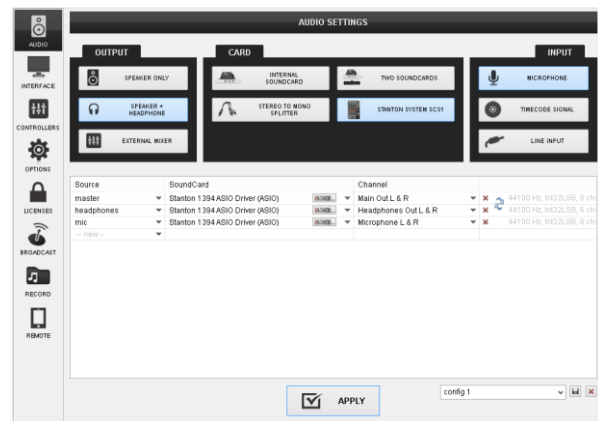 AUDIO SETTINGS
AUDIO
INTERFACE
CONTROLLERS
OPTIONS
LICENSES
BROADCAST
RECORD
REMOTE
OUTPUT
SPEAKER ONLY
SPEAKER +
HEADPHONE
EXTERNAL MIXER
CARD
INTERNAL
SOUNDCARD
TWO SOUNDCARDS
STEREO TO MONO
SPLITTER
STANTON SYSTEM SCS1
INPUT
MICROPHONE
TIMECODE SIGNAL
LINE INPUT
Source SoundCard Channel
master Stanton 1394 ASIO Driver (ASIO) Main Out L & R 44100 Hz, Int32LSB, 6 cha
headphones Stanton 1394 ASIO Driver (ASIO) Headphones Out L & R 44100 Hz, Int32LSB, 6 cha
mic Stanton 1394 ASIO Driver (ASIO) Microphone L & R 44100 Hz, Int32LSB, 6 cha
-- new--
APPLY
config 1